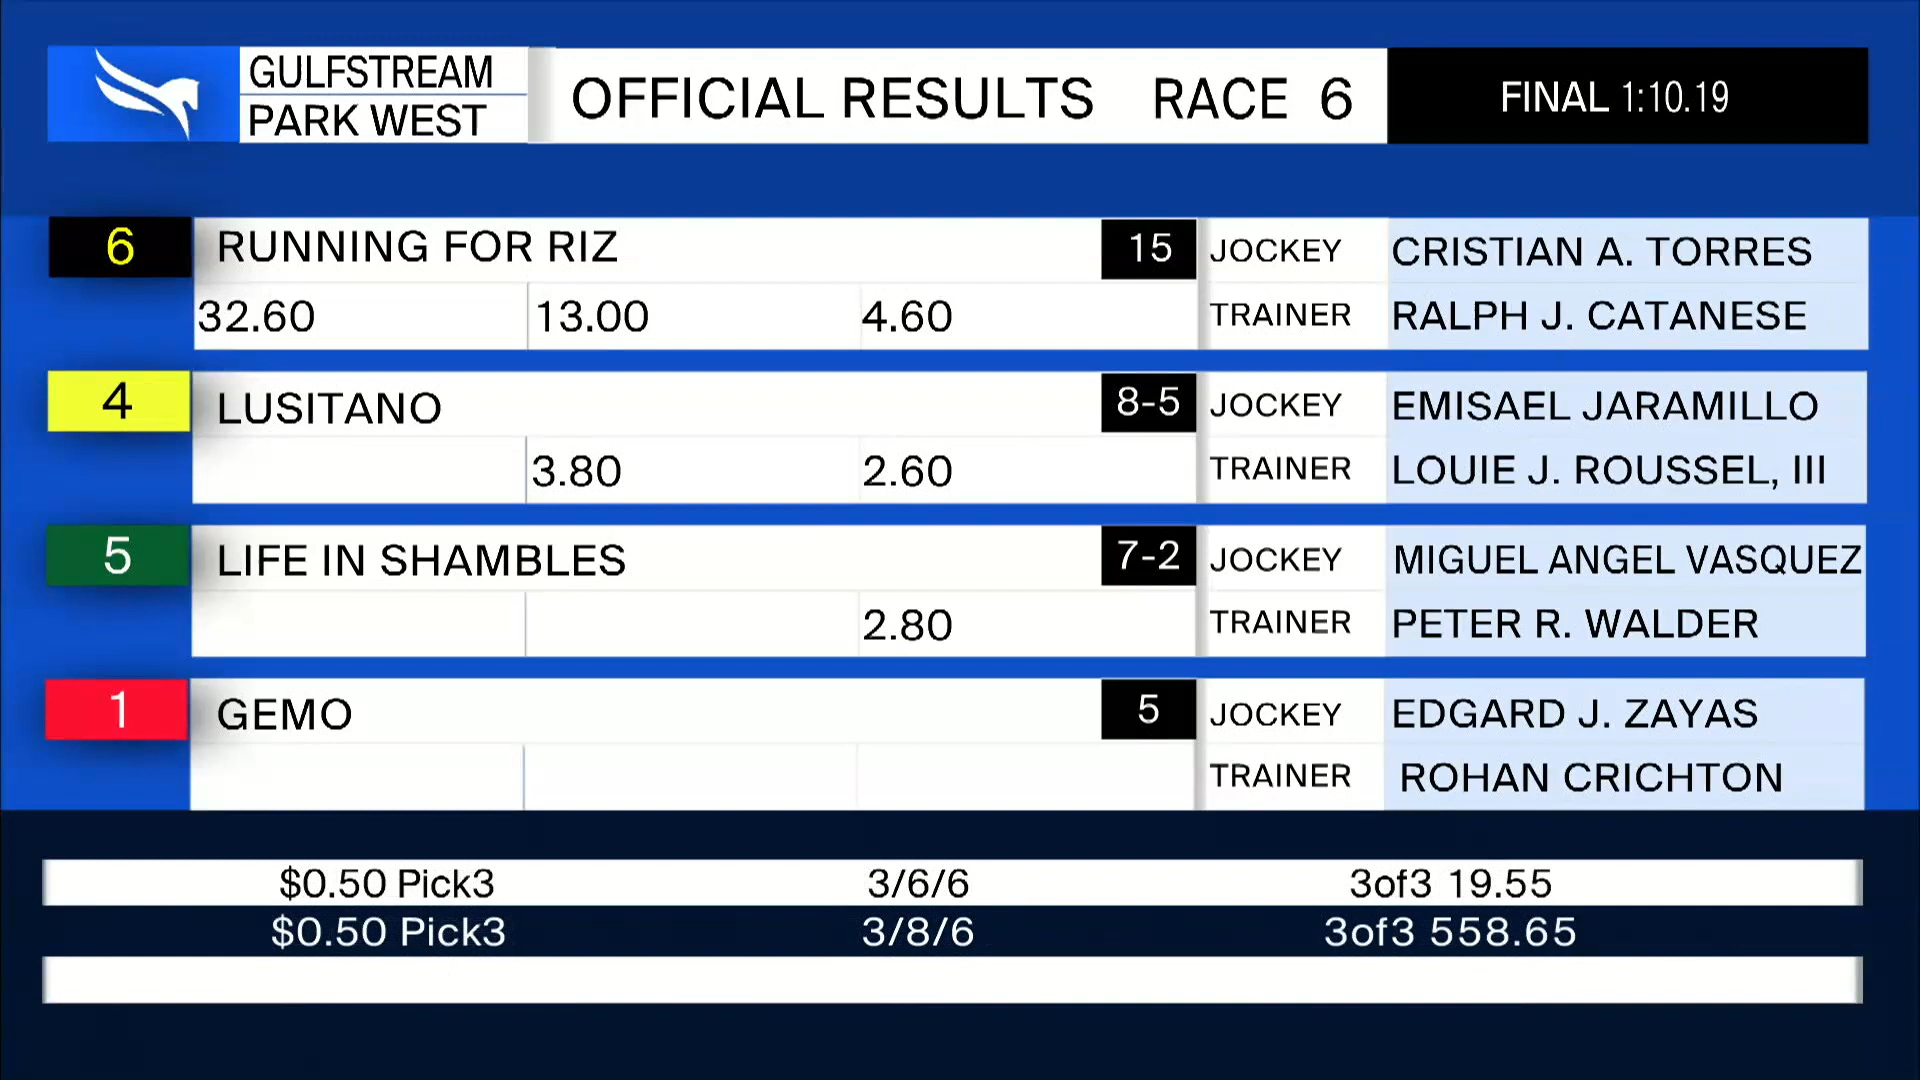 GULFSTREAM
PARK WEST
OFFICIAL RESULTS RACE 6
FINAL 1:10.19
6 RUNNING FOR RIZ 15 JOCKEY CRISTIAN A. TORRES
32.60 13.00 4.60 TRAINER RALPH J. CATANESE
4 LUSITANO 8-5 JOCKEY EMISAEL JARAMILLO
3.80 2.60 TRAINER LOUIE J. ROUSSEL, III
5 LIFE IN SHAMBLES 7-2 JOCKEY MIGUEL ANGEL VASQUEZ
2.80 TRAINER PETER R. WALDER
1 GEMO 5 JOCKEY EDGARD J. ZAYAS
TRAINER ROHAN CRICHTON
$0.50 Pick3 3/6/6 3of3 19.55
$0.50 Pick3 3/8/6 3of3 558.65